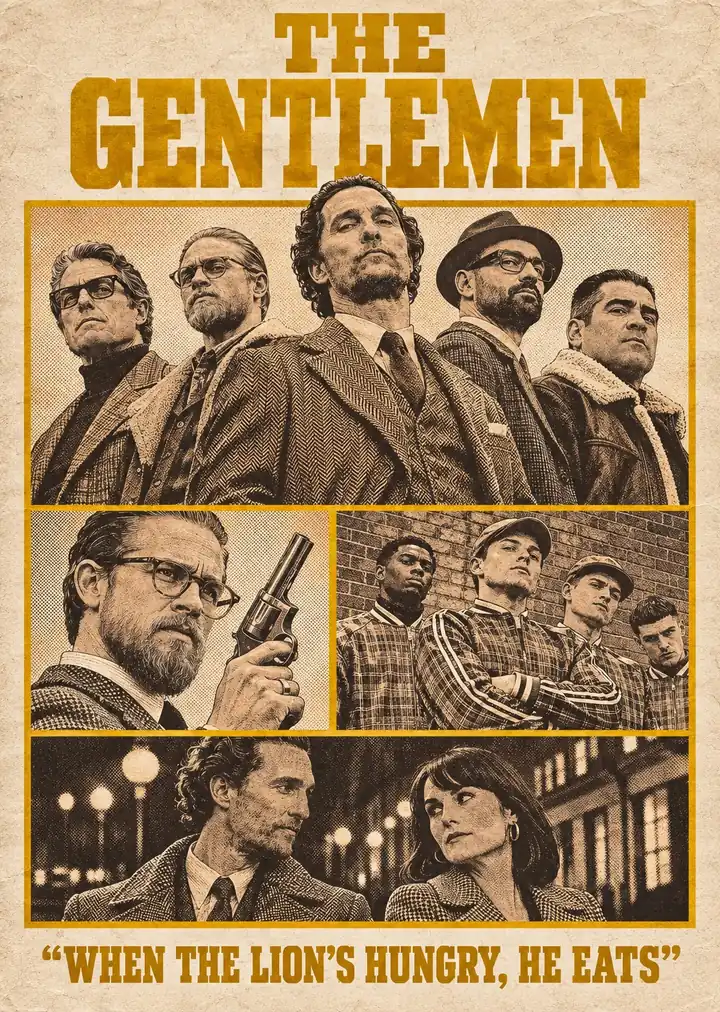 THE
GENTLEMEN
“WHEN THE LION’S HUNGRY, HE EATS”